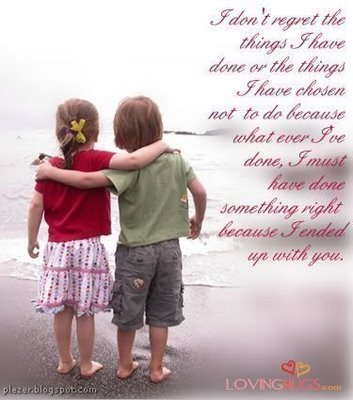 I don't regret the
things I have
done or the things
I have chosen
not to do because
what ever I've
done, I must
have done
something right
because I ended
up with you.
LOVINGHUGS.com
plezer.blogspot.com